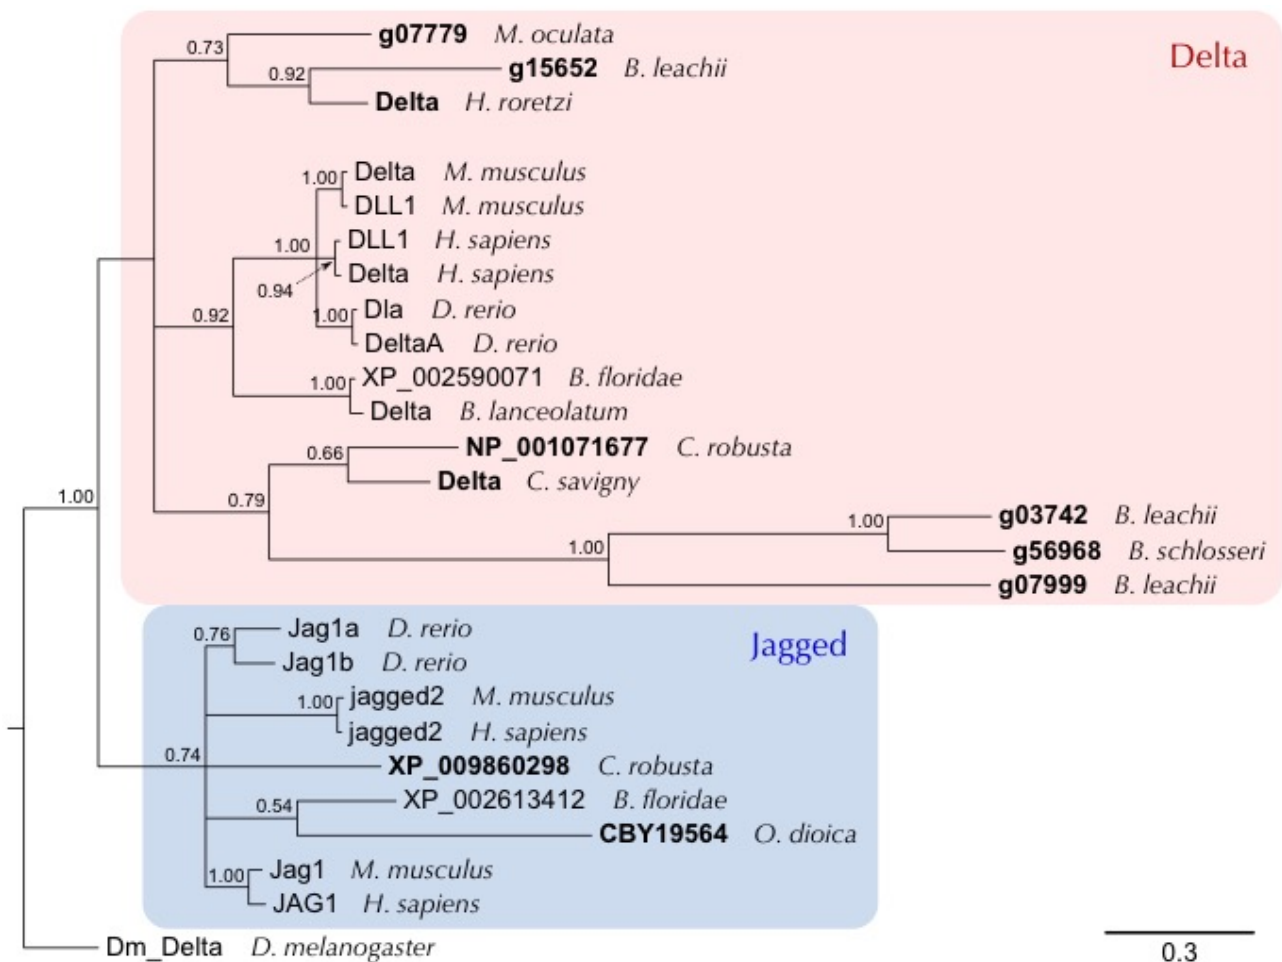 g07779 M. oculata
0.73
Delta
g15652 B. leachii
0.92
Delta H. roretzi
Delta M. musculus
1.00
DLL1 M. musculus
DLL1 H. sapiens
1.00
Delta H. sapiens
0.94
Dla D. rerio
1.00
0.92
DeltaA D. rerio
XP_002590071 B. floridae
1.00
Delta B. lanceolatum
NP_001071677 C. robusta
0.66
Delta C. savigny
0.79
1.00
g03742 B. leachii
1.00
1.00
g56968 B. schlosseri
g07999 B. leachii
Jag1a D. rerio
0.76
Jagged
Jag1b D. rerio
jagged2 M. musculus
1.00
jagged2 H. sapiens
0.74
XP_009860298 C. robusta
XP_002613412 B. floridae
0.54
CBY19564 O. dioica
Jag1 M. musculus
1.00
JAG1 H. sapiens
Dm_Delta D. melanogaster
0.3